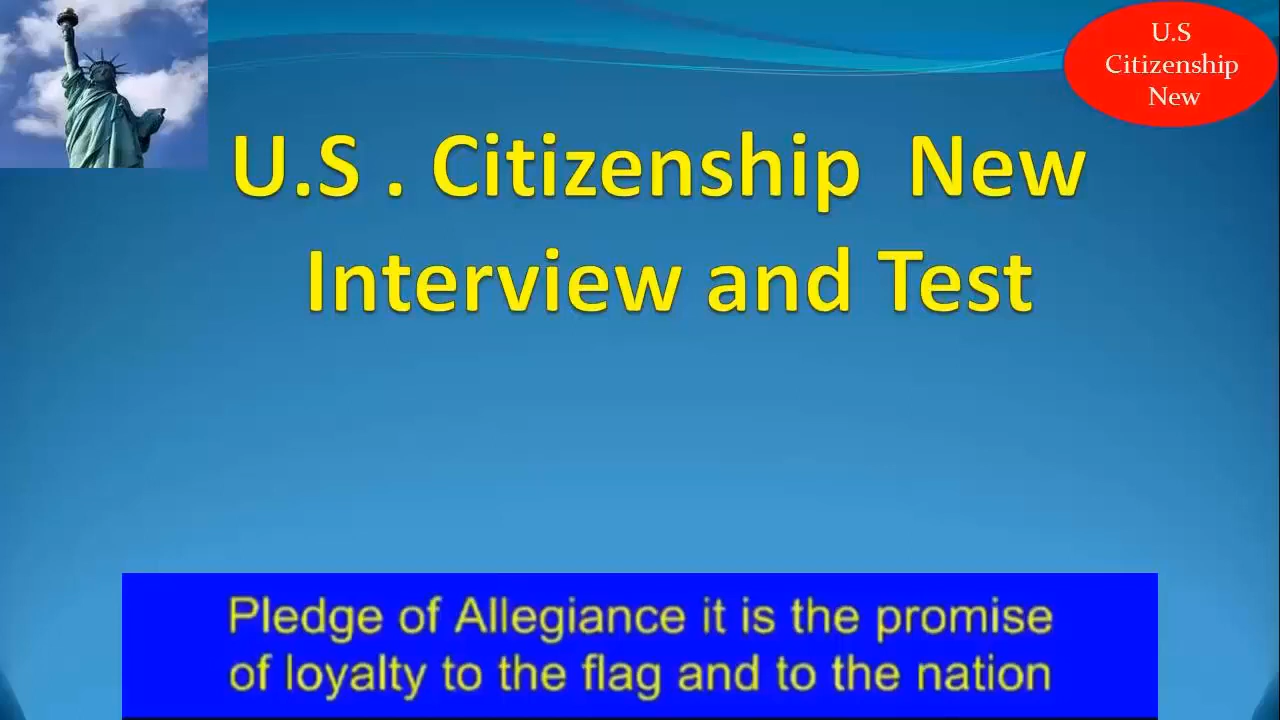 U.S
Citizenship
New
U.S . Citizenship New
Interview and Test
Pledge of Allegiance it is the promise
of loyalty to the flag and to the nation